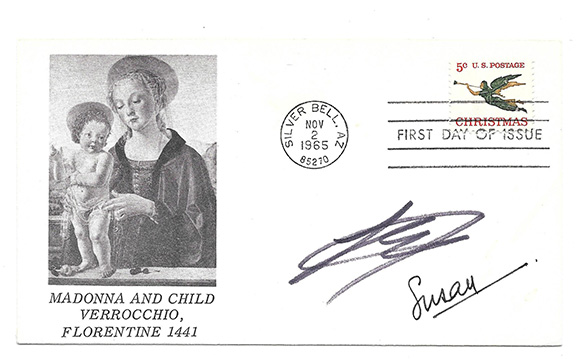 5c U.S. POSTAGE
CHRISTMAS
SILVER BELL, AZ
NOV
2
1965
85270
FIRST DAY OF ISSUE
Susan
MADONNA AND CHILD
VERROCCHIO,
FLORENTINE 1441